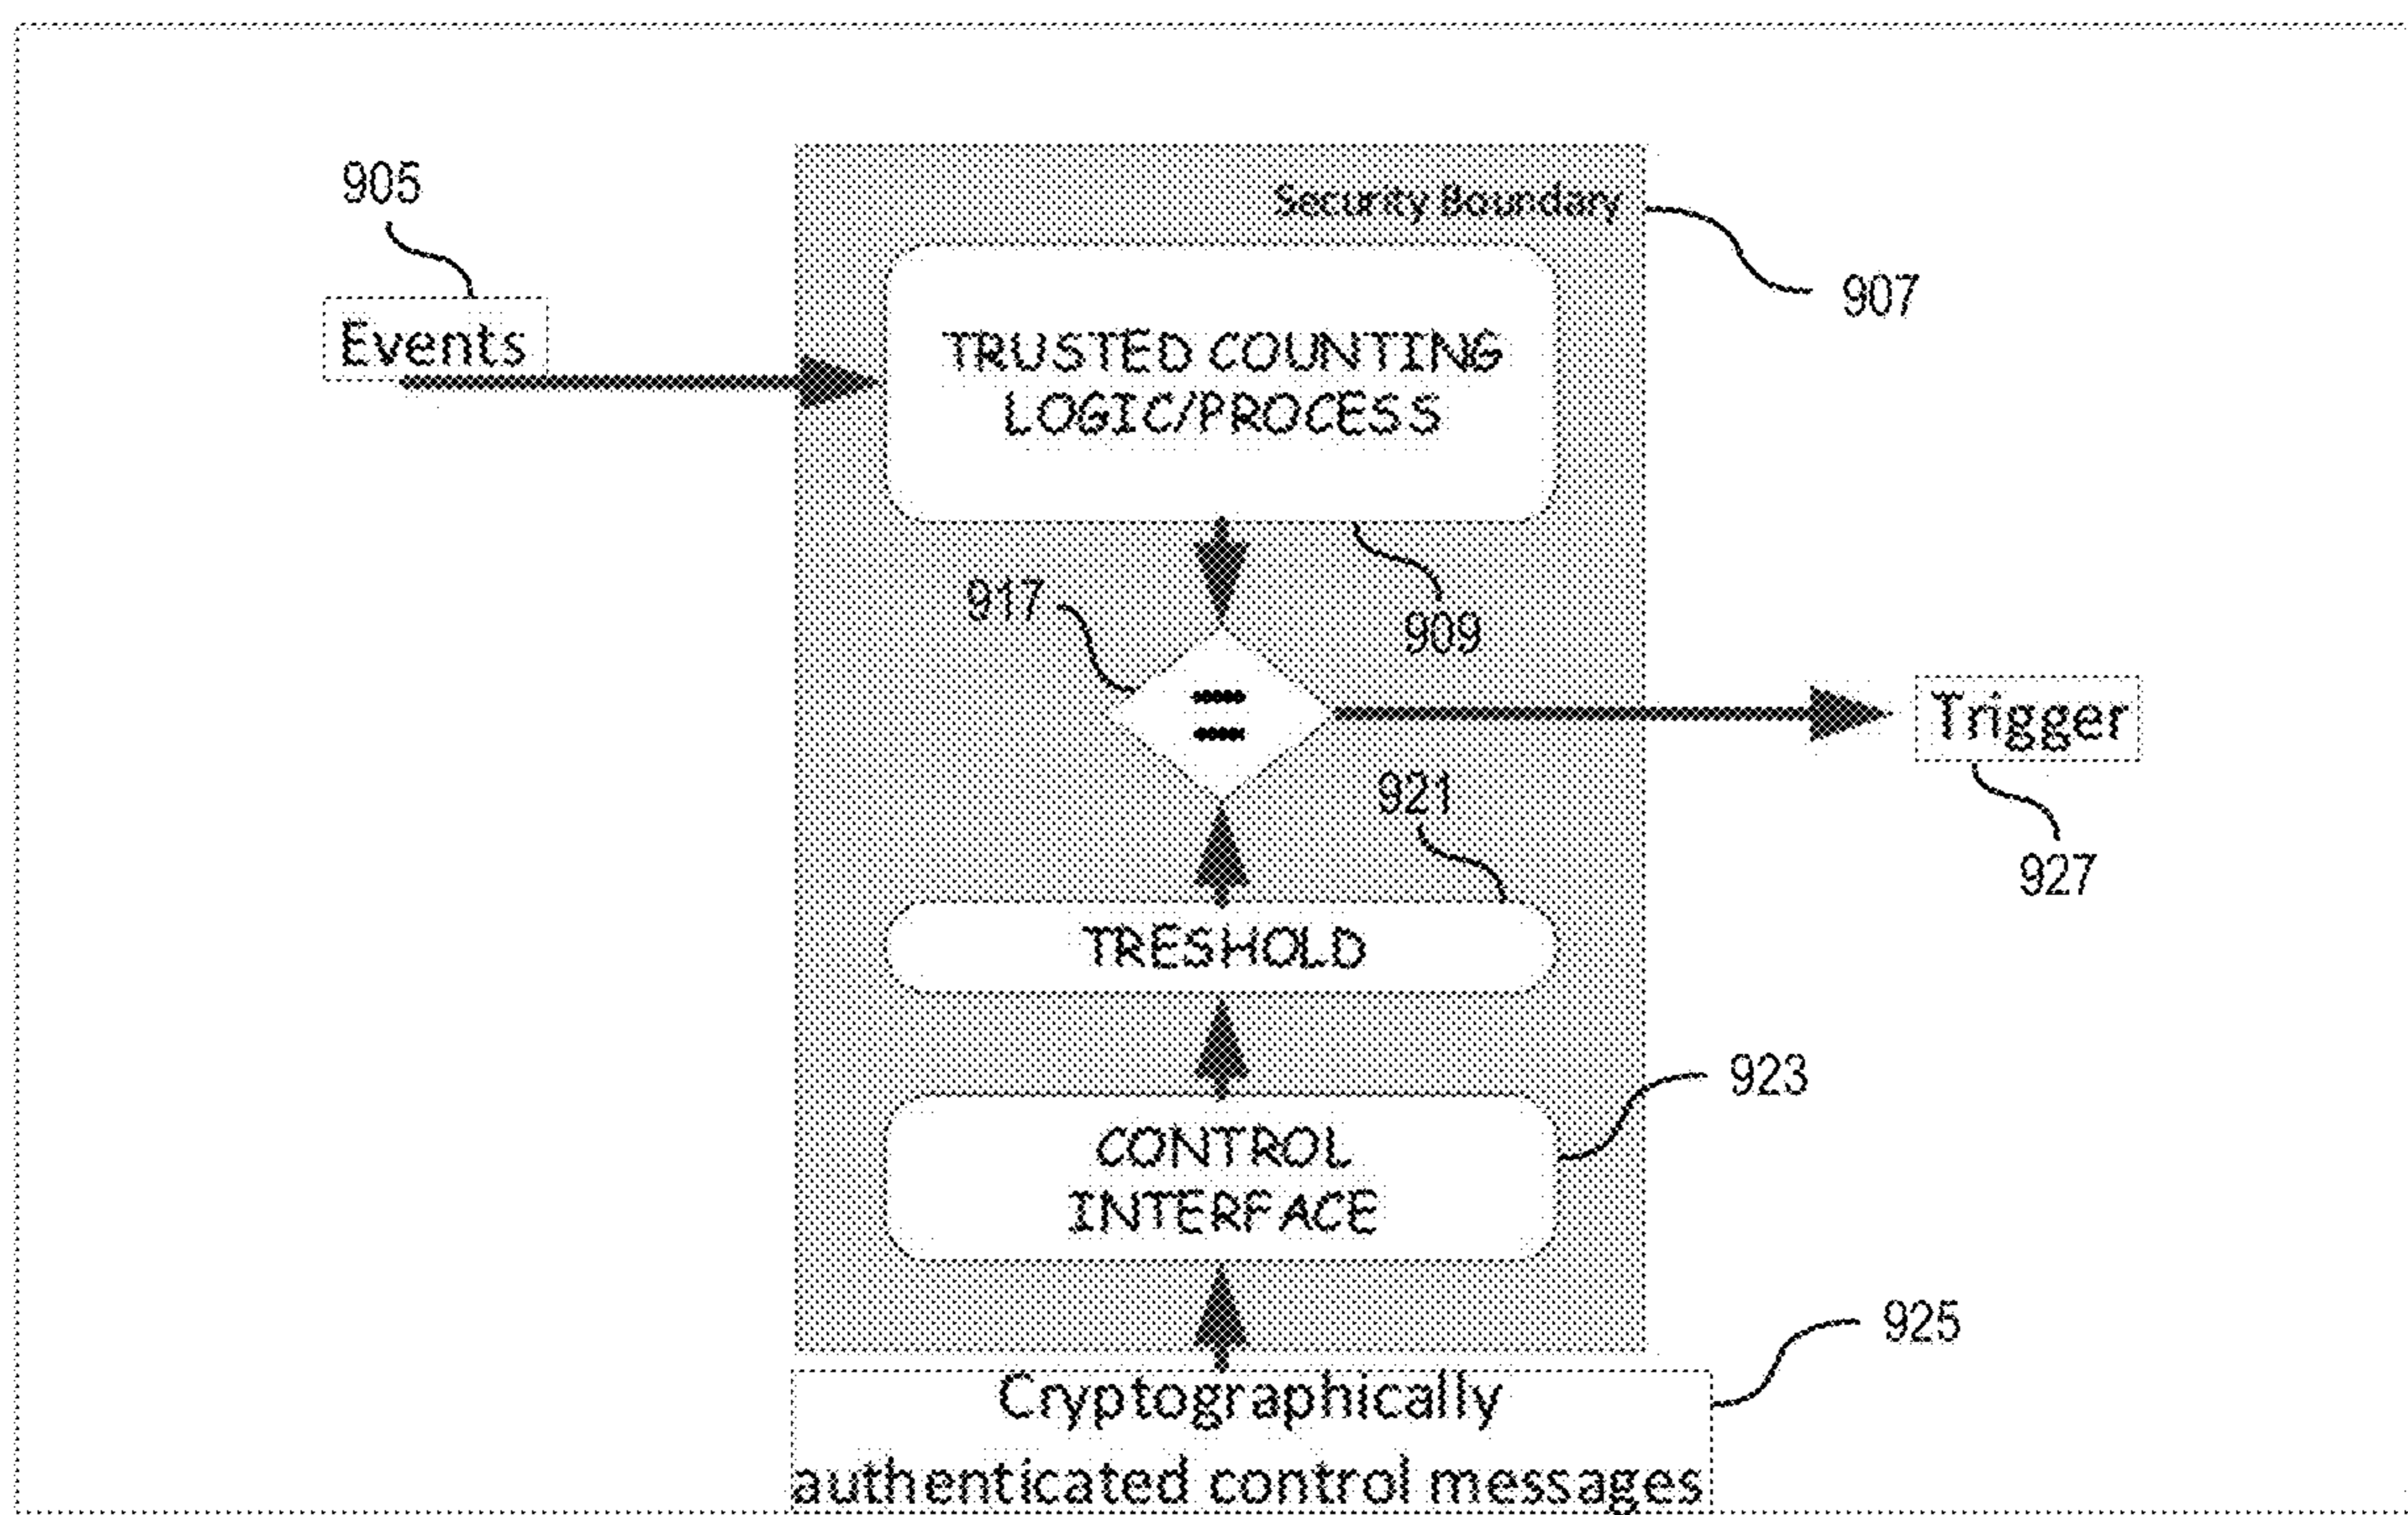 905
Security Boundary
907
Events
TRUSTED COUNTING
LOGIC/PROCESS
917
909
=
Trigger
921
927
TRESHOLD
923
CONTROL
INTERFACE
925
Cryptographically
authenticated control messages